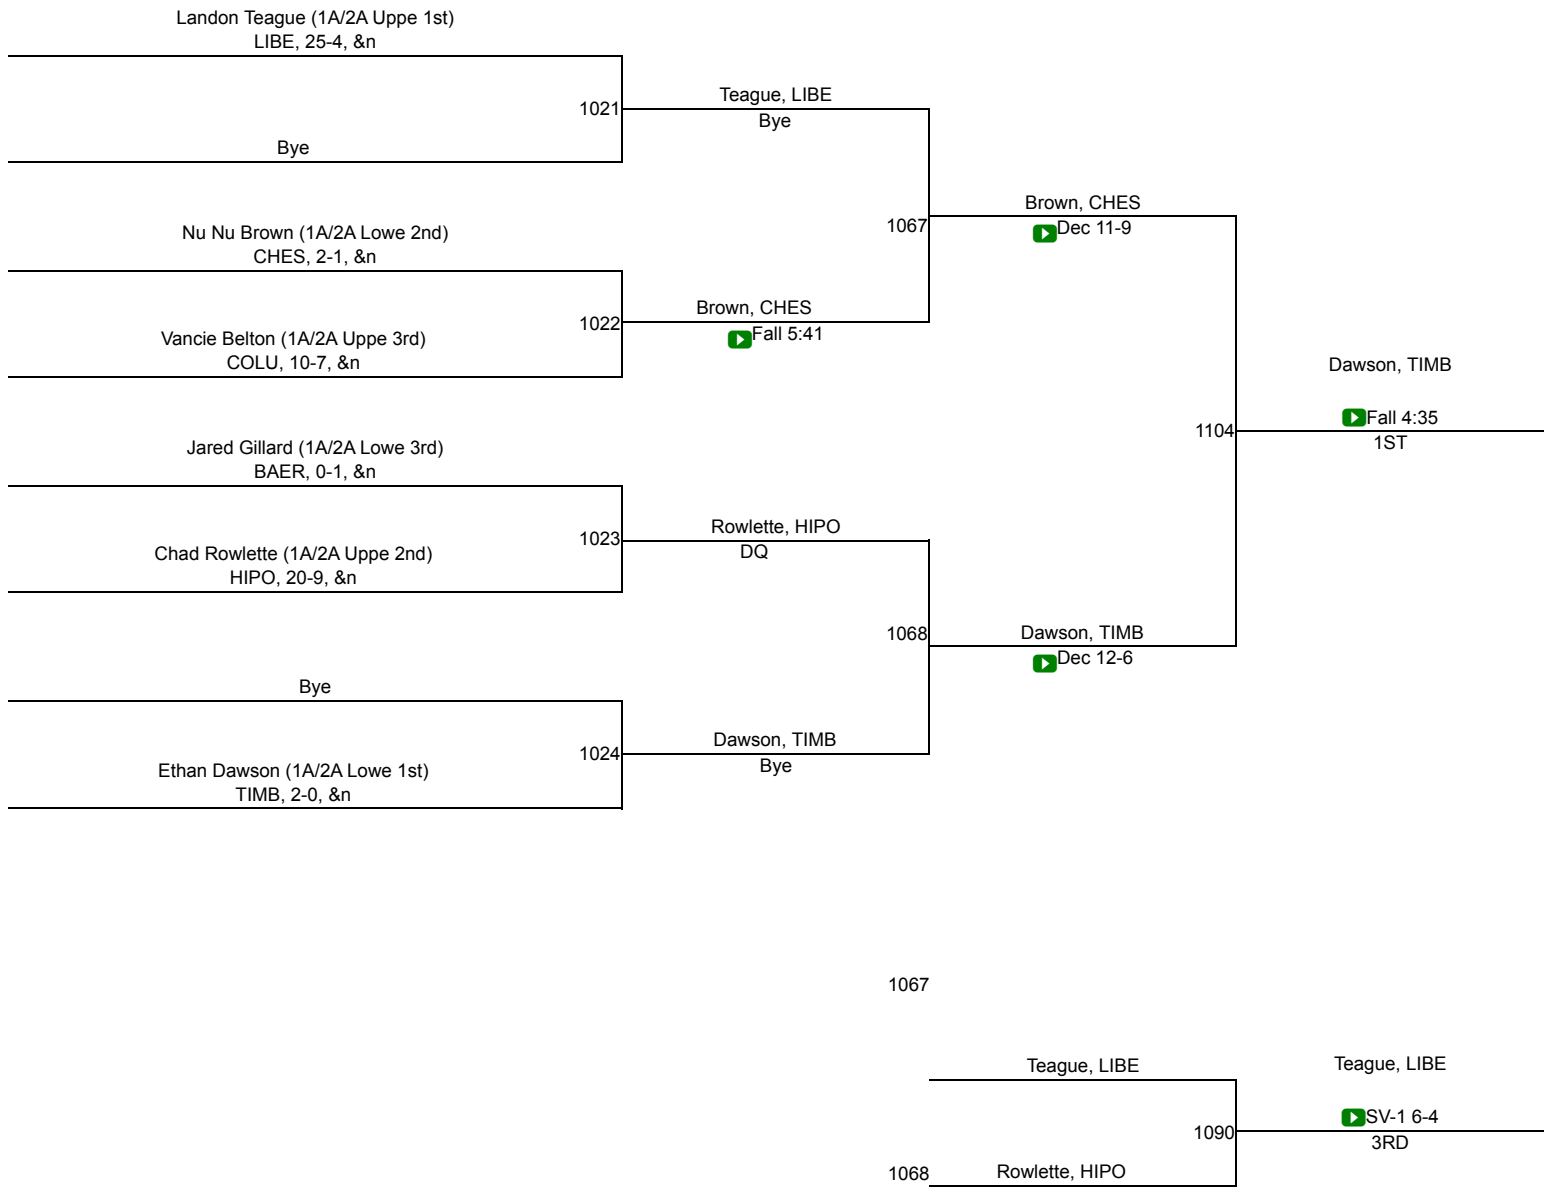 Landon Teague (1A/2A Uppe 1st)
LIBE, 25-4, &n
1021
Teague, LIBE
Bye
Bye
Nu Nu Brown (1A/2A Lowe 2nd)
CHES, 2-1, &n
1067
Brown, CHES
Dec 11-9
Vancie Belton (1A/2A Uppe 3rd)
COLU, 10-7, &n
1022
Brown, CHES
Fall 5:41
Dawson, TIMB
Fall 4:35
1ST
1104
Jared Gillard (1A/2A Lowe 3rd)
BAER, 0-1, &n
1023
Rowlette, HIPO
DQ
Chad Rowlette (1A/2A Uppe 2nd)
HIPO, 20-9, &n
1068
Dawson, TIMB
Dec 12-6
Bye
1024
Dawson, TIMB
Bye
Ethan Dawson (1A/2A Lowe 1st)
TIMB, 2-0, &n
1067
Teague, LIBE
Teague, LIBE
1090
SV-1 6-4
3RD
1068
Rowlette, HIPO